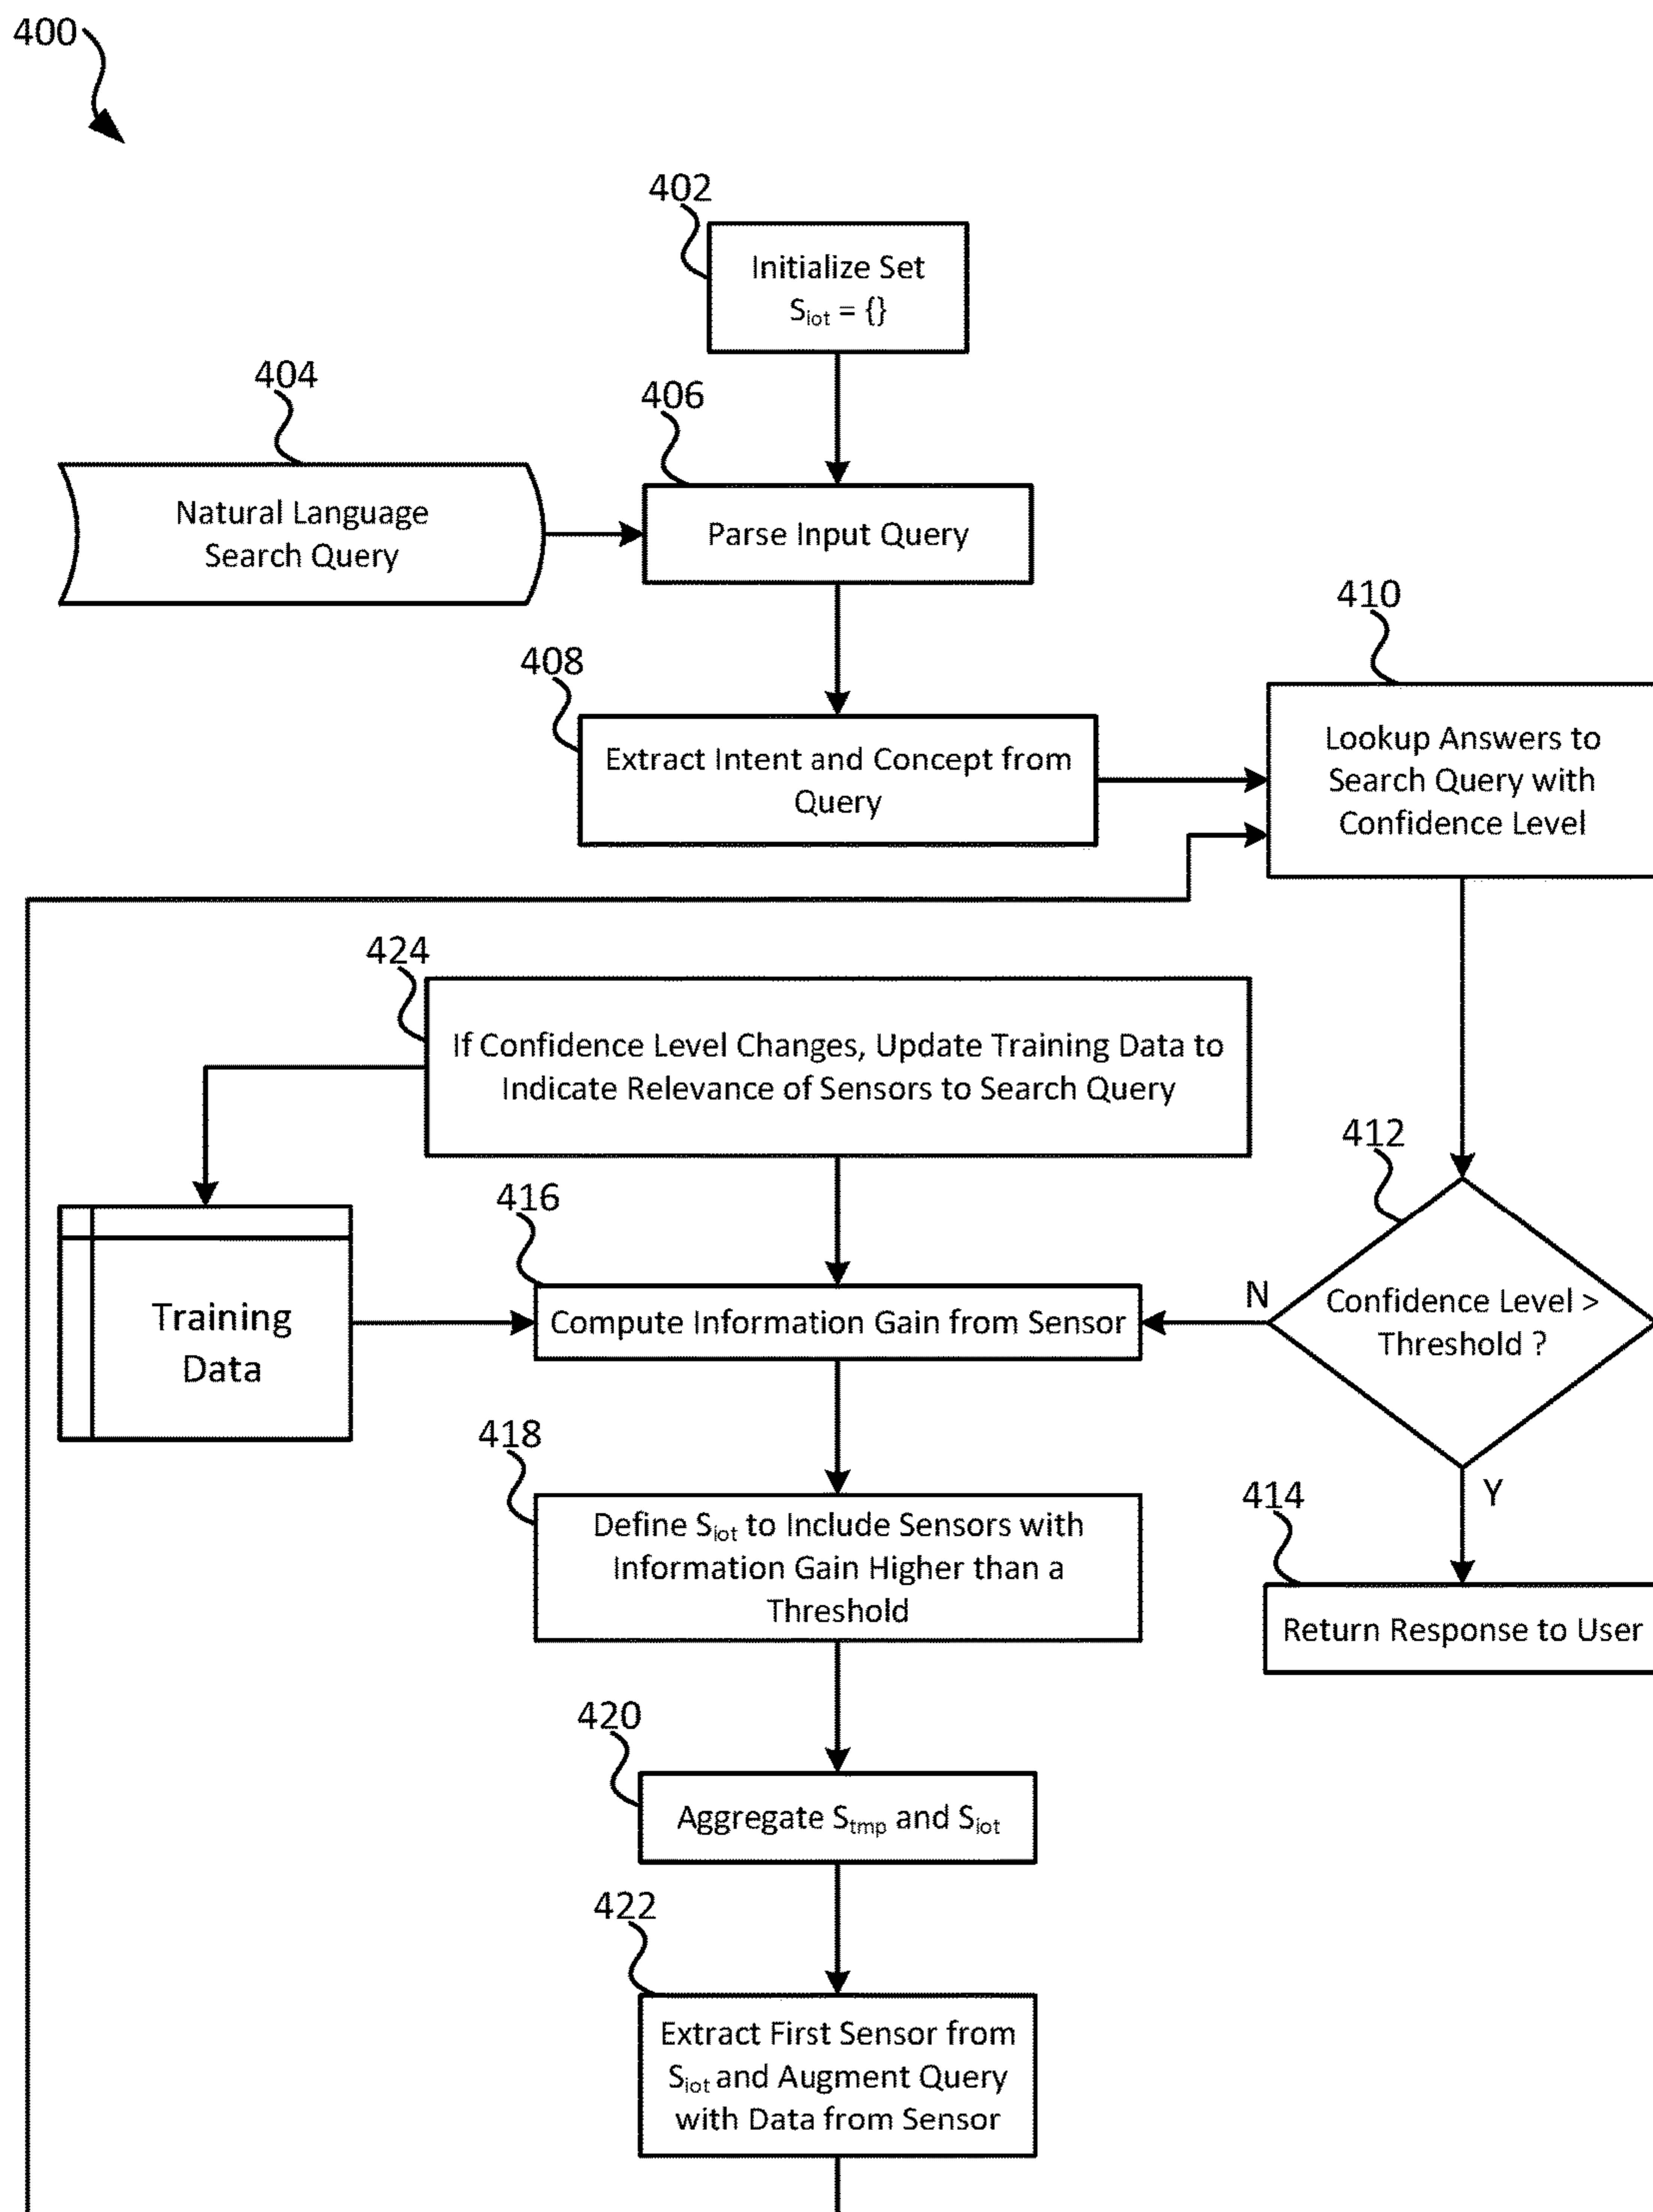 400
402
Initialize Set
Siot = {}
404
Natural Language
Search Query
406
Parse Input Query
408
Extract Intent and Concept from
Query
410
Lookup Answers to
Search Query with
Confidence Level
424
If Confidence Level Changes, Update Training Data to
Indicate Relevance of Sensors to Search Query
412
Confidence Level >
Threshold ?
N
Y
416
Compute Information Gain from Sensor
Training
Data
418
Define Siot to Include Sensors with
Information Gain Higher than a
Threshold
414
Return Response to User
420
Aggregate Stmp and Siot
422
Extract First Sensor from
Siot and Augment Query
with Data from Sensor